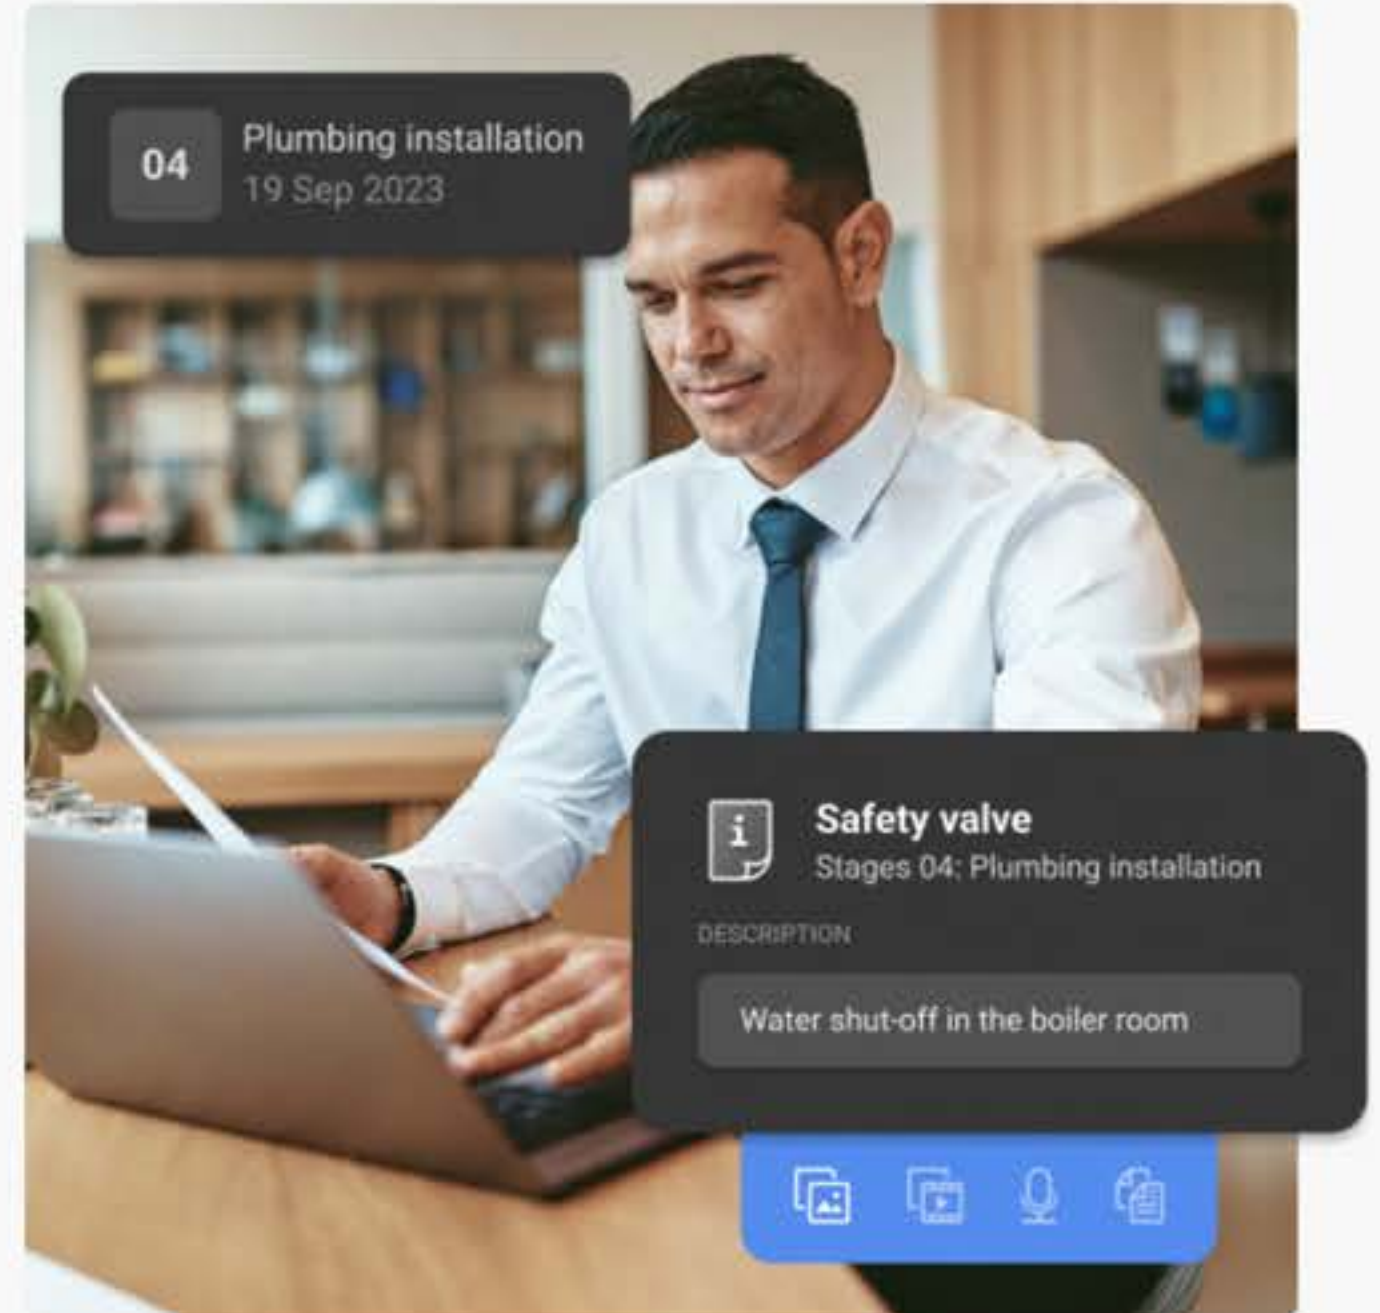 04
Plumbing installation
19 Sep 2023
Safety valve
Stages 04: Plumbing installation
DESCRIPTION
Water shut-off in the boiler room